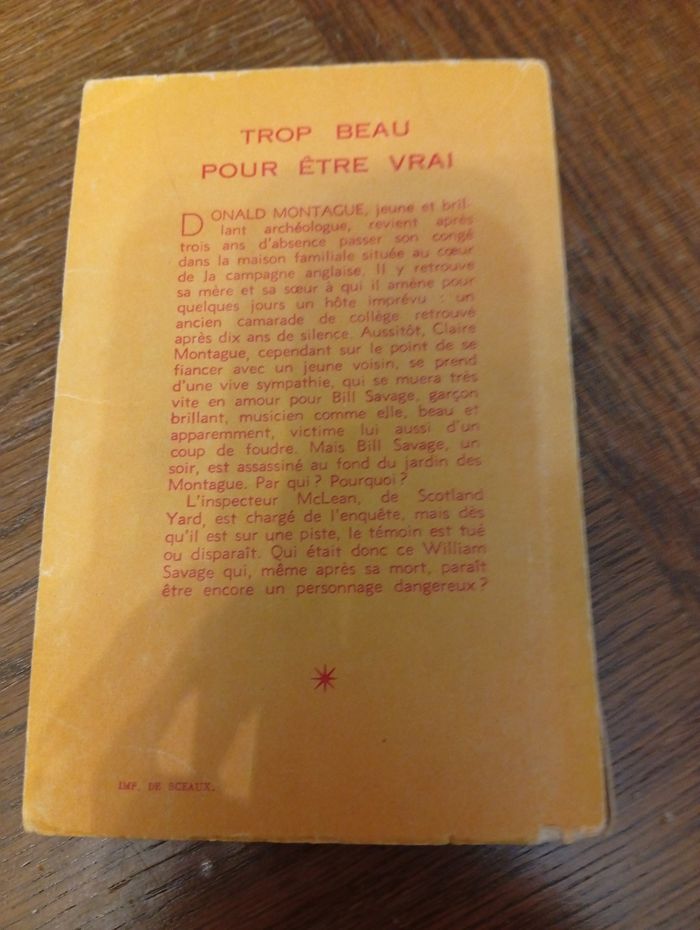 TROP BEAU
POUR ÊTRE VRAI
DONALD MONTAGUE, jeune et bril-
lant archéologue, revient après
trois ans d'absence passer son congé
dans la maison familiale située au cœur
de la campagne anglaise. Il y retrouve
sa mère et sa sœur à qui il amène pour
quelques jours un hôte imprévu : un
ancien camarade de collège retrouvé
après dix ans de silence. Aussitôt, Claire
Montague, cependant sur le point de se
fiancer avec un jeune voisin, se prend
d'une vive sympathie, qui se muera très
vite en amour pour Bill Savage, garçon
brillant, musicien comme elle, beau et
apparemment, victime lui aussi d'un
coup de foudre. Mais Bill Savage, un
soir, est assassiné au fond du jardin des
Montague. Par qui ? Pourquoi ?
L'inspecteur McLean, de Scotland
Yard, est chargé de l'enquête, mais dès
qu'il est sur une piste, le témoin est tué
ou disparaît. Qui était donc ce William
Savage qui, même après sa mort, paraît
être encore un personnage dangereux ?
IMP. DE SCEAUX.